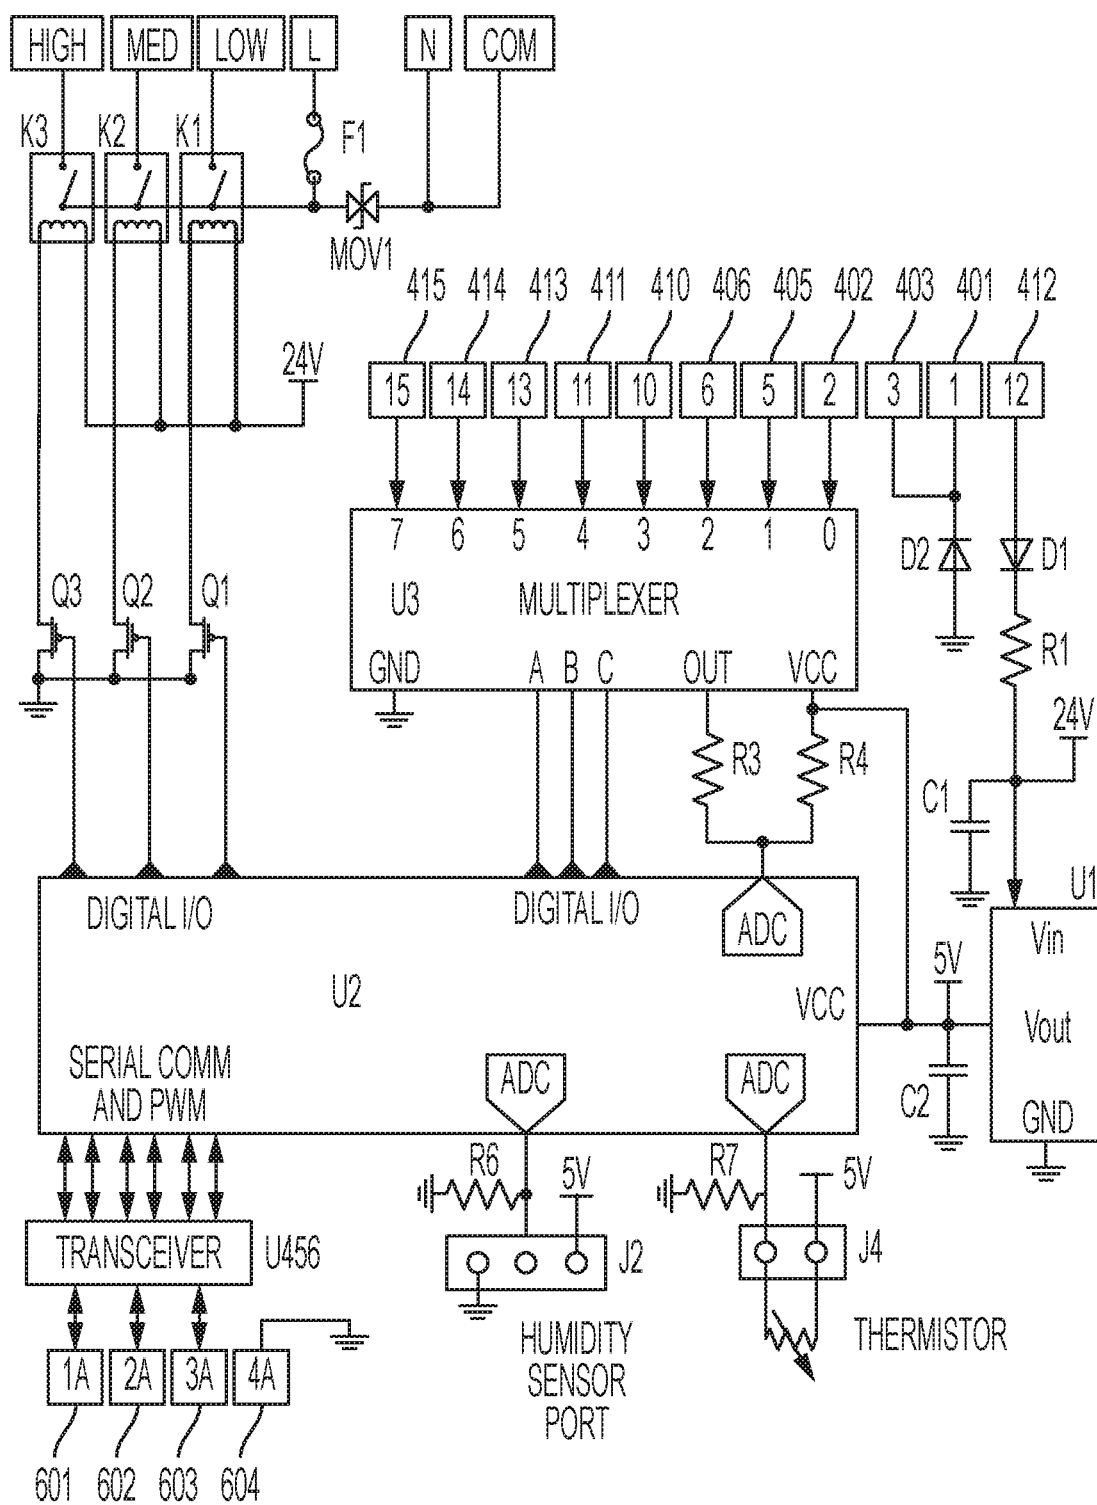 HIGH MED LOW L N COM
K3 K2 K1 F1
MOV1
415 414 413 411 410 406 405 402 403 401 412
24V
15 14 13 11 10 6 5 2 3 1 12
7 6 5 4 3 2 1 0
D2 D1
U3 MULTIPLEXER
Q3 Q2 Q1
R1
GND A B C OUT VCC
24V
R3 R4
C1
U1
DIGITAL I/O DIGITAL I/O ADC
Vin
5V
U2
VCC
Vout
SERIAL COMM
AND PWM
ADC ADC
C2
GND
R6 5V R7 5V
TRANSCEIVER U456
J2 J4
HUMIDITY
SENSOR
PORT
THERMISTOR
1A 2A 3A 4A
601 602 603 604